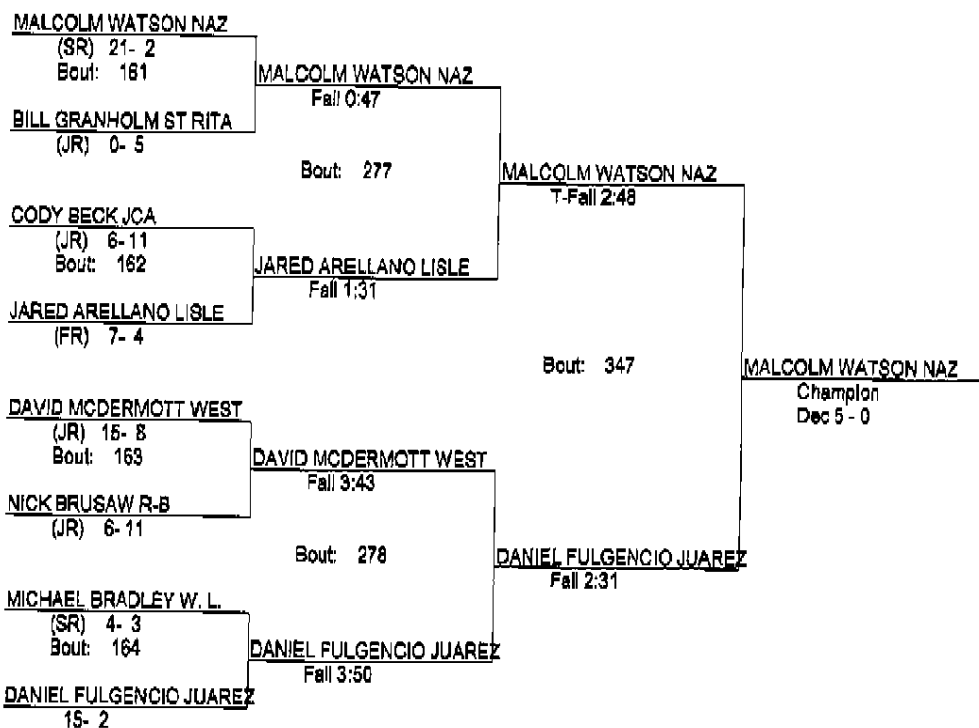 MALCOLM WATSON NAZ
(SR) 21- 2
Bout: 161
BILL GRANHOLM ST RITA
(JR) 0- 5
CODY BECK JCA
(JR) 6- 11
Bout: 162
JARED ARELLANO LISLE
(FR) 7- 4
DAVID MCDERMOTT WEST
(JR) 15- 8
Bout: 163
NICK BRUSAW R-B
(JR) 6- 11
MICHAEL BRADLEY W. L.
(SR) 4- 3
Bout: 164
DANIEL FULGENCIO JUAREZ
15- 2
MALCOLM WATSON NAZ
Fall 0:47
Bout: 277
JARED ARELLANO LISLE
Fall 1:31
DAVID MCDERMOTT WEST
Fall 3:43
Bout: 278
DANIEL FULGENCIO JUAREZ
Fall 3:50
MALCOLM WATSON NAZ
T-Fall 2:48
Bout: 347
DANIEL FULGENCIO JUAREZ
Fall 2:31
MALCOLM WATSON NAZ
Champion
Dec 5 - 0